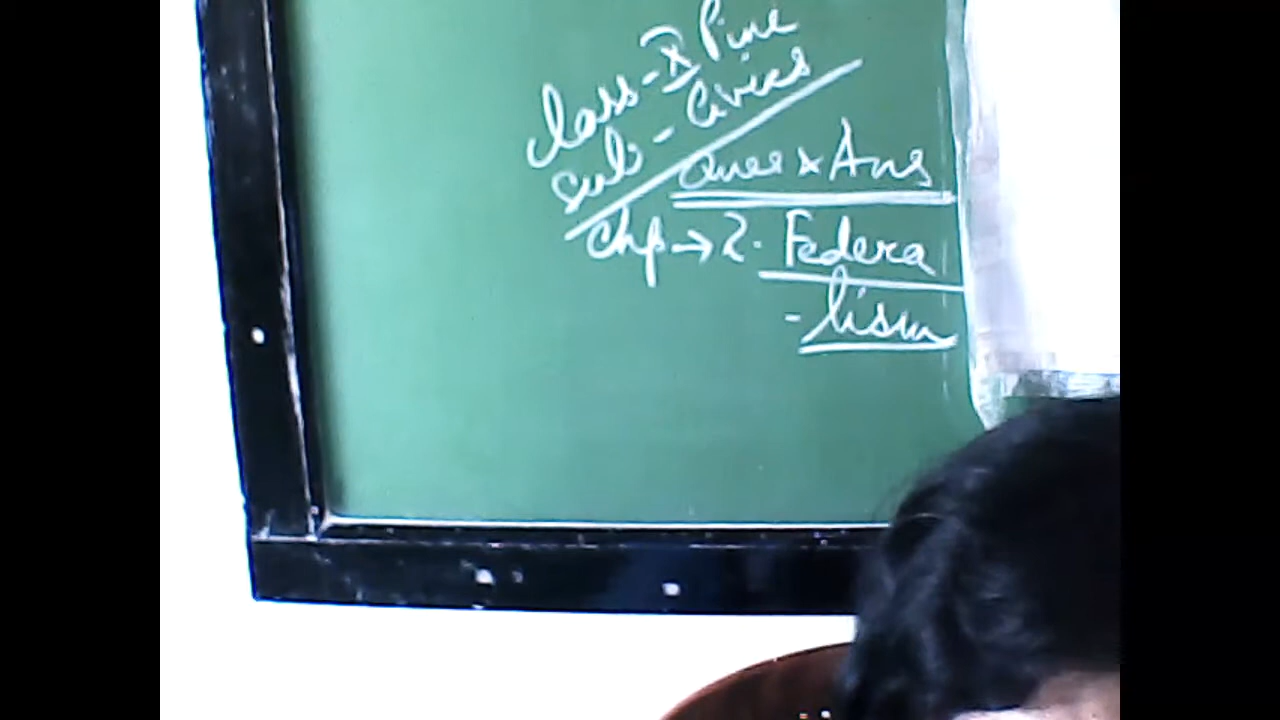 Class - X Pine
Sub - Civics
Ques & Ans
Chp → 2. Federa
- lism